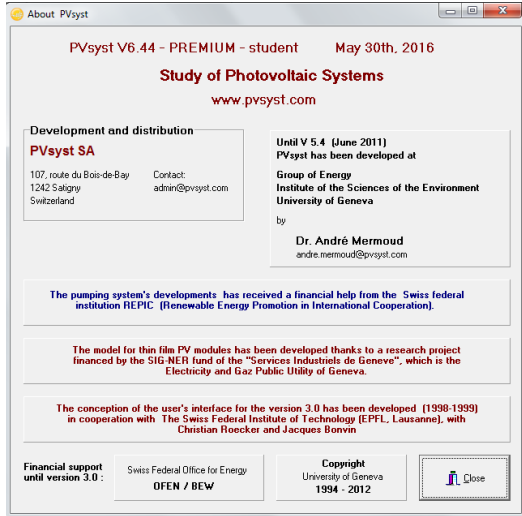 About PVsyst
PVsyst V6.44 - PREMIUM - student May 30th, 2016
Study of Photovoltaic Systems
www.pvsyst.com
Development and distribution
PVsyst SA
107, route du Bois-de-Bay Contact:
1242 Satigny admin@pvsyst.com
Switzerland
Until V 5.4 (June 2011)
PVsyst has been developed at
Group of Energy
Institute of the Sciences of the Environment
University of Geneva
by
Dr. André Mermoud
andre.mermoud@pvsyst.com
The pumping system's developments has received a financial help from the Swiss federal
institution REPIC (Renewable Energy Promotion in International Cooperation).
The model for thin film PV modules has been developed thanks to a research project
financed by the SIG-NER fund of the "Services Industriels de Geneve", which is the
Electricity and Gaz Public Utility of Geneva.
The conception of the user's interface for the version 3.0 has been developed (1998-1999)
in cooperation with The Swiss Federal Institute of Technology (EPFL, Lausanne), with
Christian Roecker and Jacques Bonvin
Financial support
until version 3.0 :
Swiss Federal Office for Energy
OFEN / BEW
Copyright
University of Geneva
1994 - 2012
Close